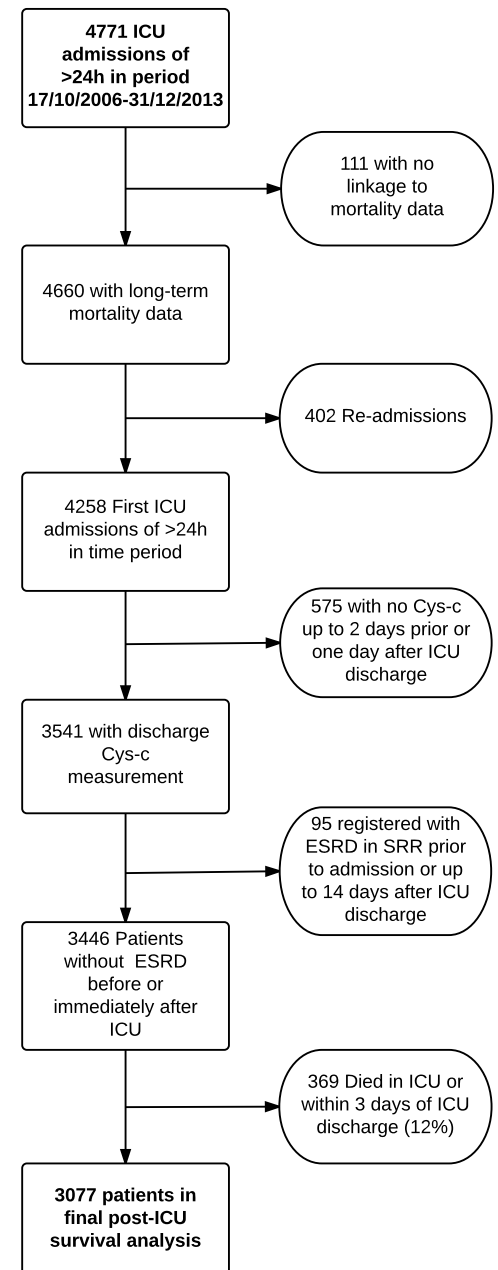 4771 ICU
admissions of
>24h in period
17/10/2006-31/12/2013
111 with no
linkage to
mortality data
4660 with long-term
mortality data
402 Re-admissions
4258 First ICU
admissions of >24h
in time period
575 with no Cys-c
up to 2 days prior or
one day after ICU
discharge
3541 with discharge
Cys-c
measurement
95 registered with
ESRD in SRR prior
to admission or up
to 14 days after ICU
discharge
3446 Patients
without  ESRD
before or
immediately after
ICU
369 Died in ICU or
within 3 days of ICU
discharge (12%)
3077 patients in
final post-ICU
survival analysis